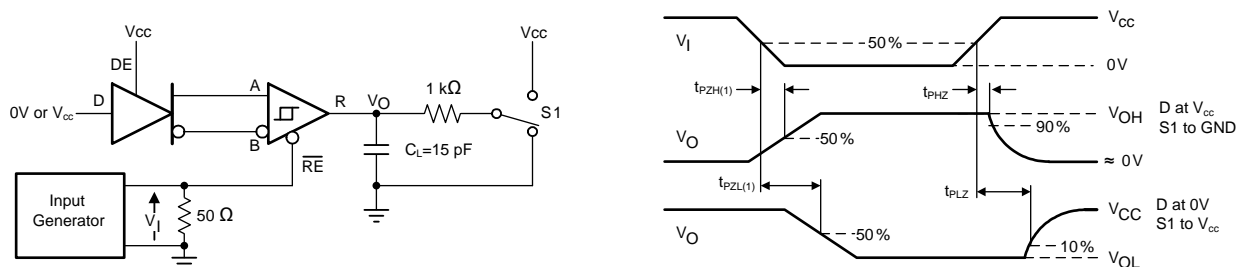 Vcc
DE
D
0V or Vcc
A
B
R
VO
1 kΩ
Vcc
S1
CL=15 pF
RE
Input
Generator
VI
50 Ω
VI
50%
VCC
0V
tPZH(1)
tPHZ
VO
50%
VOH
90%
≈ 0V
D at Vcc
S1 to GND
tPZL(1)
tPLZ
VO
50%
VCC
10%
VOL
D at 0V
S1 to Vcc